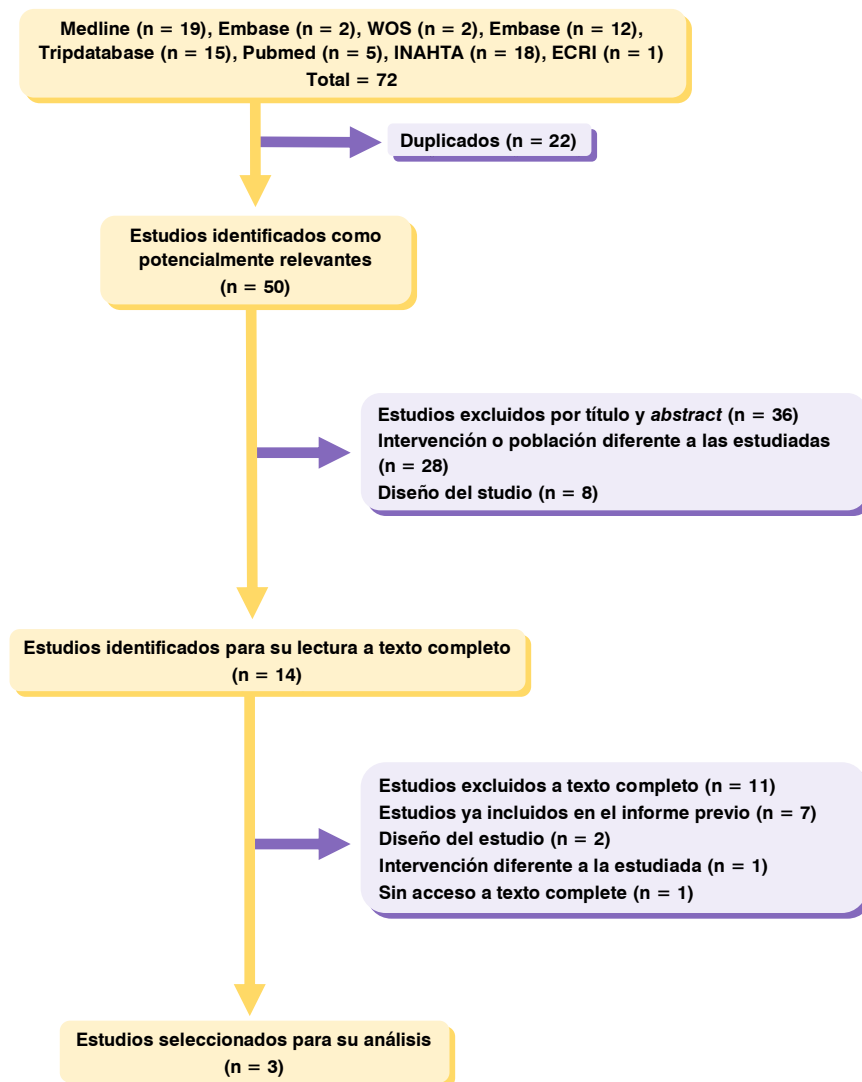 Medline (n = 19), Embase (n = 2), WOS (n = 2), Embase (n = 12),
Tripdatabase (n = 15), Pubmed (n = 5), INAHTA (n = 18), ECRI (n = 1)
Total = 72
Duplicados (n = 22)
Estudios identificados como
potencialmente relevantes
(n = 50)
Estudios excluidos por título y abstract (n = 36)
Intervención o población diferente a las estudiadas
(n = 28)
Diseño del studio (n = 8)
Estudios identificados para su lectura a texto completo
(n = 14)
Estudios excluidos a texto completo (n = 11)
Estudios ya incluidos en el informe previo (n = 7)
Diseño del estudio (n = 2)
Intervención diferente a la estudiada (n = 1)
Sin acceso a texto complete (n = 1)
Estudios seleccionados para su análisis
(n = 3)